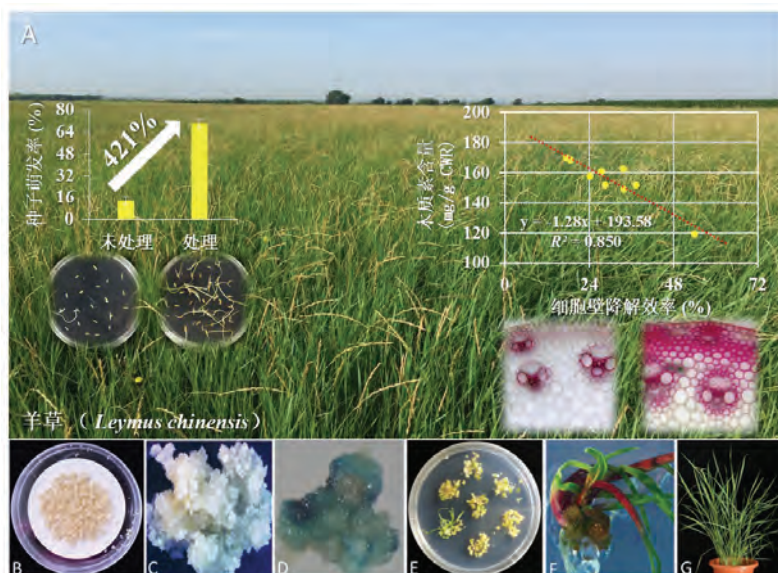 A
80
64
48
32
16
0
种子萌发率 (%)
421%
未处理
处理
200
180
160
140
120
100
木质素含量
(mg/g CWR)
y = -1.28x + 193.58
R² = 0.850
0
24
48
72
细胞壁降解效率 (%)
羊草 （ Leymus chinensis ）
B
C
D
E
F
G